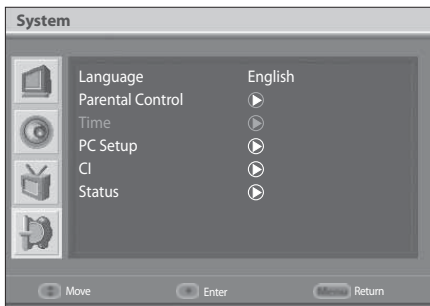 System
Language English
Parental Control
Time
PC Setup
CI
Status
Move Enter Menu Return